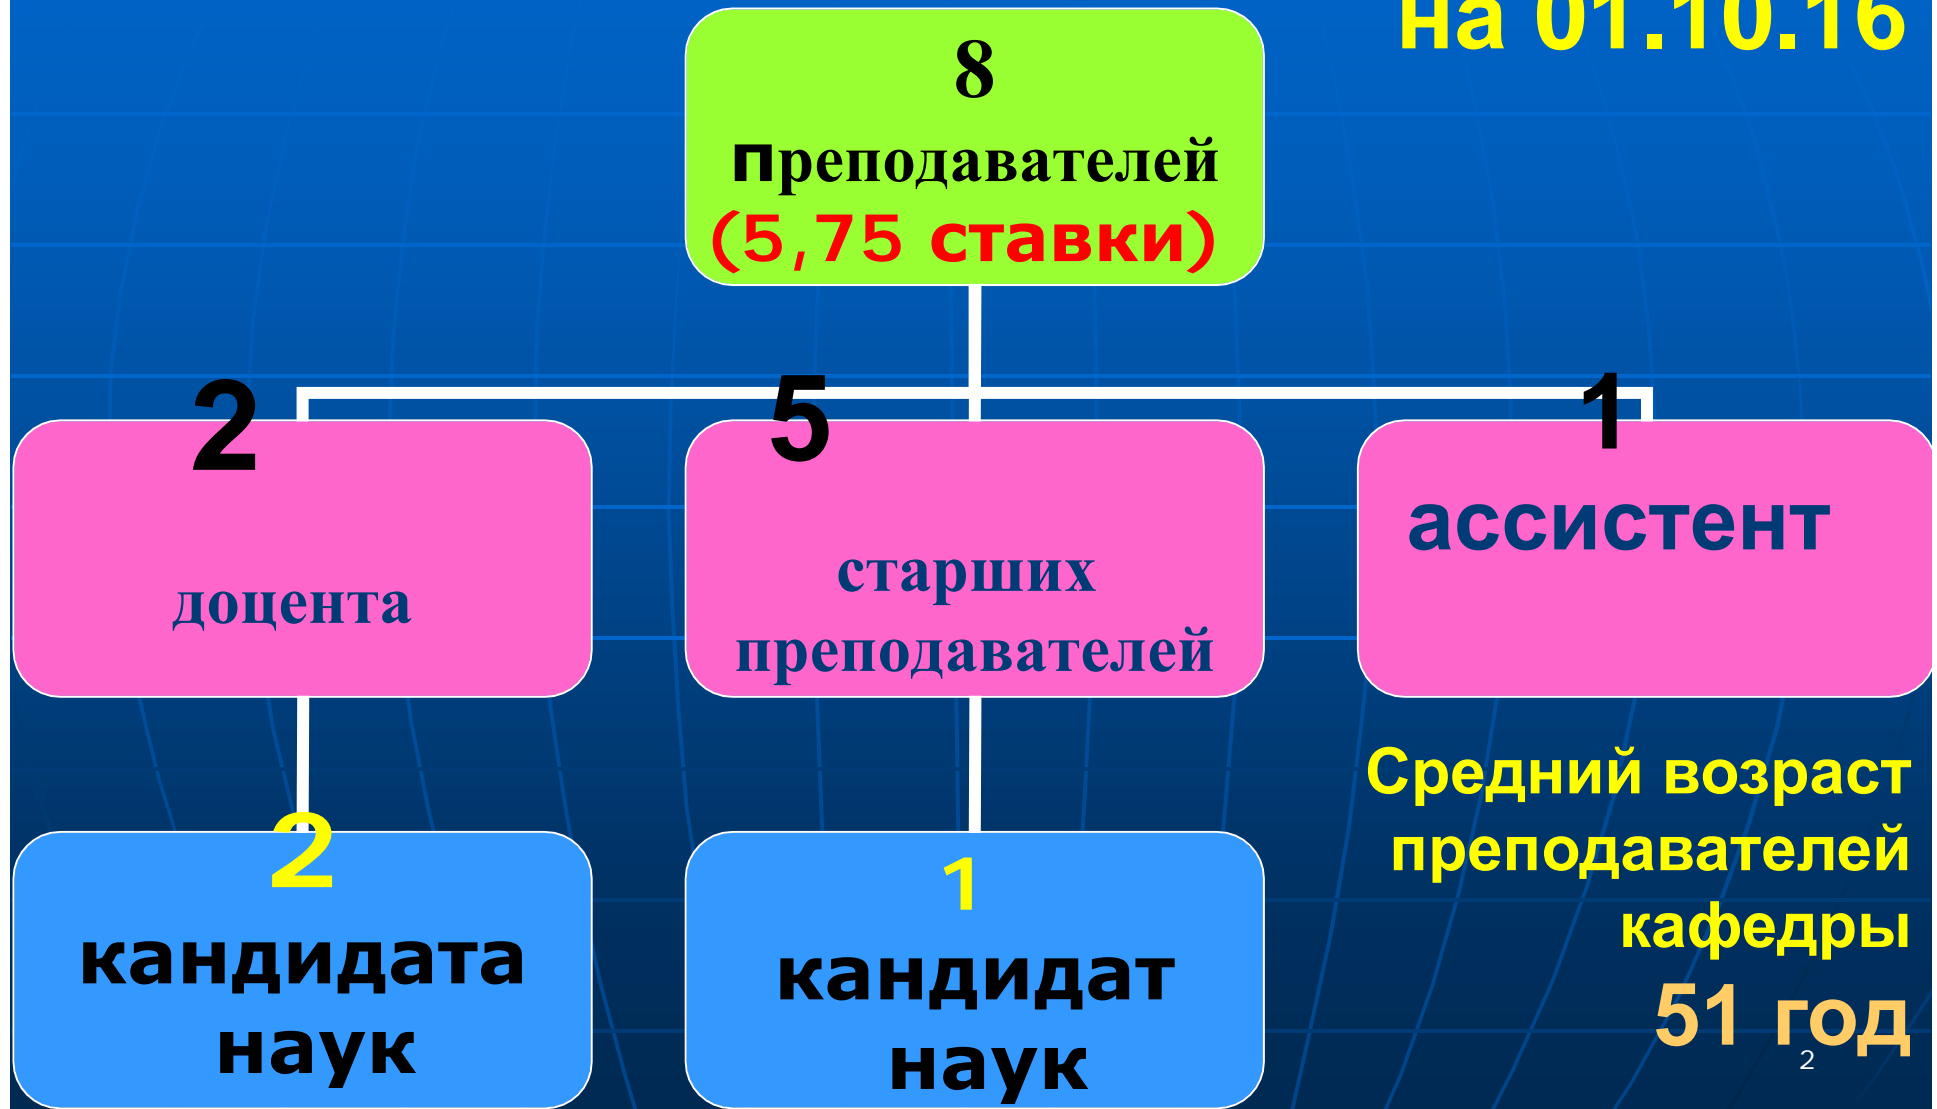 на 01.10.16
8
преподавателей
(5,75 ставки)
2
доцента
5
старших
преподавателей
1
ассистент
2
кандидата
наук
1
кандидат
наук
Средний возраст
преподавателей
кафедры
51 год
2